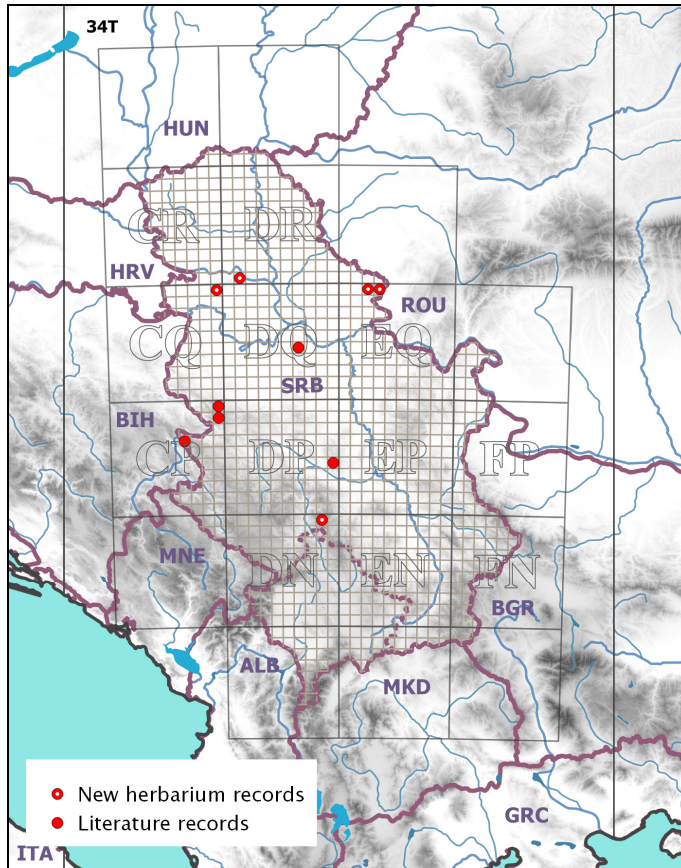 34T
HUN
CR DR
HRV
ROU
CQ DQ EQ
SRB
BIH
CP DP EP FP
MNE
DN EN FN
BGR
ALB
MKD
New herbarium records
Literature records
GRC
ITA